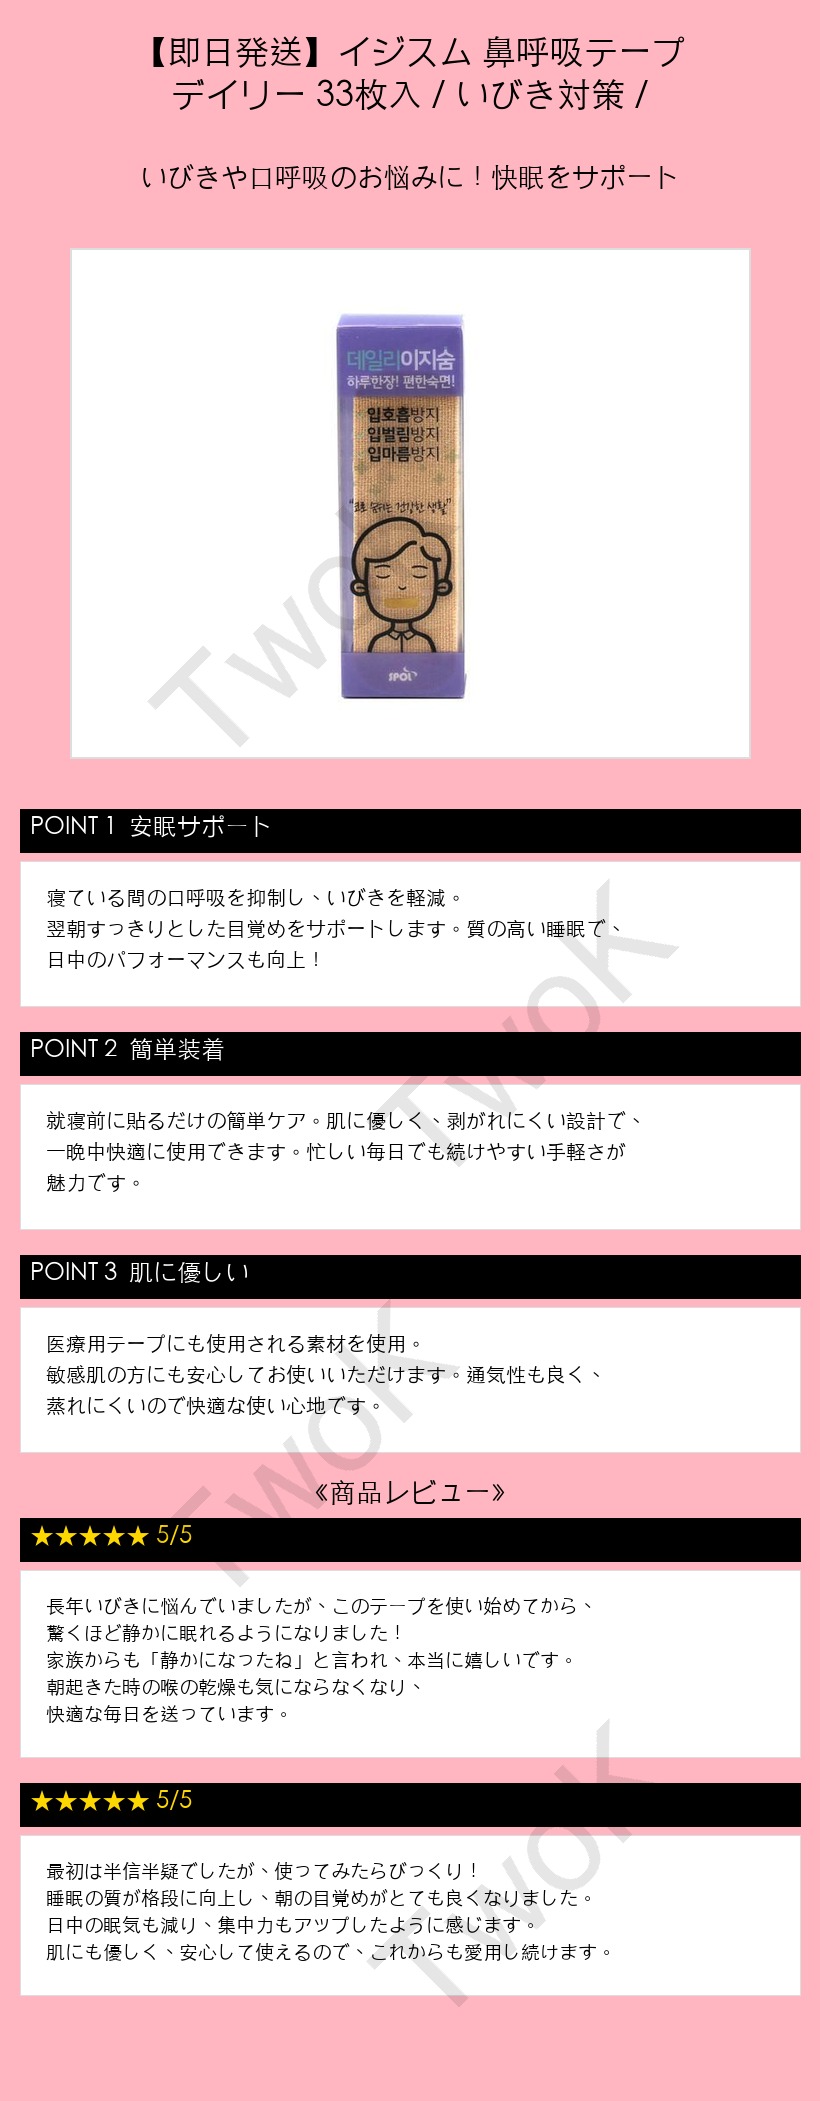 【即日発送】イジスム 鼻呼吸テープ
デイリー 33枚入 / いびき対策 /
いびきや口呼吸のお悩みに！快眠をサポート
데일리이지숨
하루한장! 편한숙면!
입호흡방지
입벌림방지
입마름방지
"코로 숨쉬는 건강한 생활"
SPOL
TwoK
POINT 1 安眠サポート
寝ている間の口呼吸を抑制し、いびきを軽減。
翌朝すっきりとした目覚めをサポートします。質の高い睡眠で、
日中のパフォーマンスも向上！
TwoK
POINT 2 簡単装着
就寝前に貼るだけの簡単ケア。肌に優しく、剥がれにくい設計で、
一晩中快適に使用できます。忙しい毎日でも続けやすい手軽さが
魅力です。
POINT 3 肌に優しい
医療用テープにも使用される素材を使用。
敏感肌の方にも安心してお使いいただけます。通気性も良く、
蒸れにくいので快適な使い心地です。
TwoK
《商品レビュー》
★★★★★ 5/5
長年いびきに悩んでいましたが、このテープを使い始めてから、
驚くほど静かに眠れるようになりました！
家族からも「静かになったね」と言われ、本当に嬉しいです。
朝起きた時の喉の乾燥も気にならなくなり、
快適な毎日を送っています。
★★★★★ 5/5
最初は半信半疑でしたが、使ってみたらびっくり！
睡眠の質が格段に向上し、朝の目覚めがとても良くなりました。
日中の眠気も減り、集中力もアップしたように感じます。
肌にも優しく、安心して使えるので、これからも愛用し続けます。
TwoK